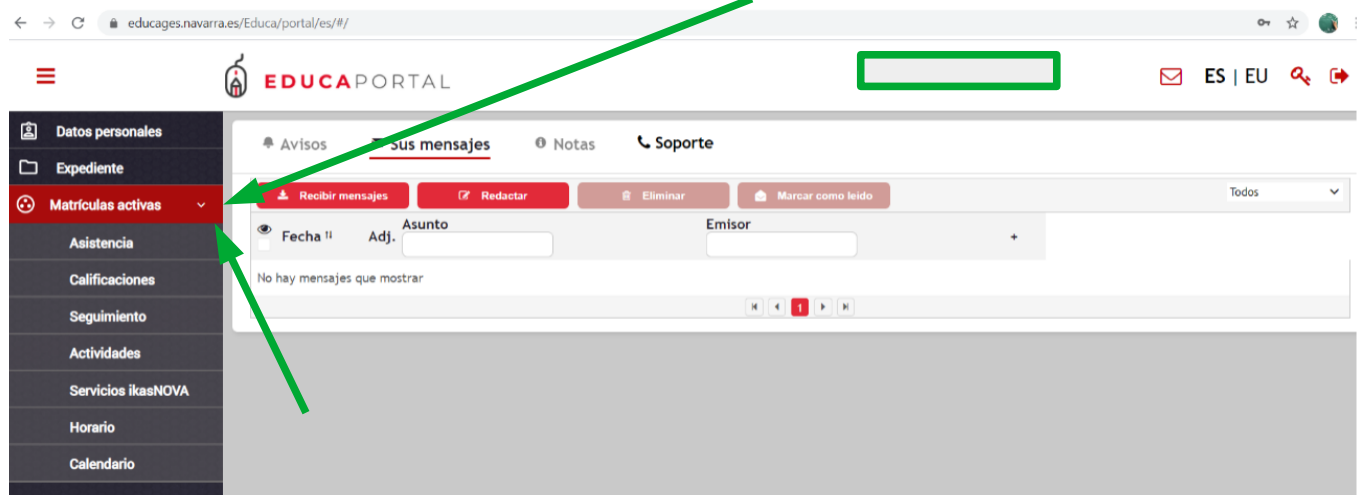 educages.navarra.es/Educa/portal/es/#/
EDUCAPORTAL
ES | EU
Datos personales
Expediente
Matrículas activas
Asistencia
Calificaciones
Seguimiento
Actividades
Servicios ikasNOVA
Horario
Calendario
Avisos Sus mensajes Notas Soporte
Recibir mensajes Redactar Eliminar Marcar como leído Todos
Fecha Adj. Asunto Emisor +
No hay mensajes que mostrar
1